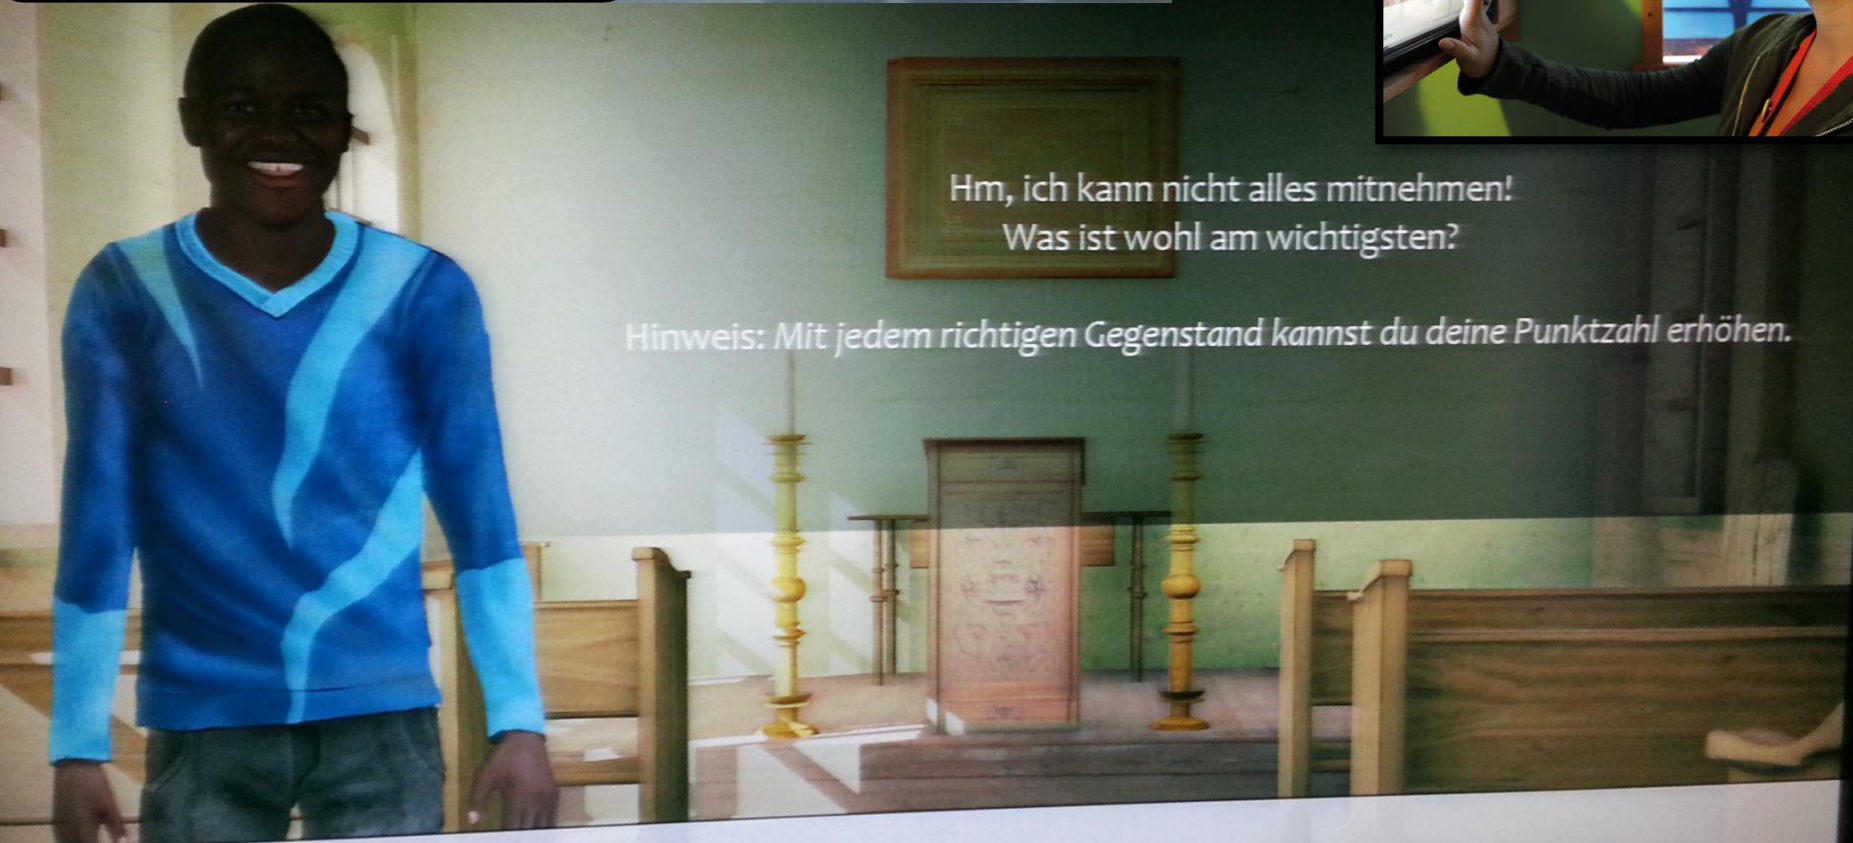 Hm, ich kann nicht alles mitnehmen!
Was ist wohl am wichtigsten?
Hinweis: Mit jedem richtigen Gegenstand kannst du deine Punktzahl erhöhen.